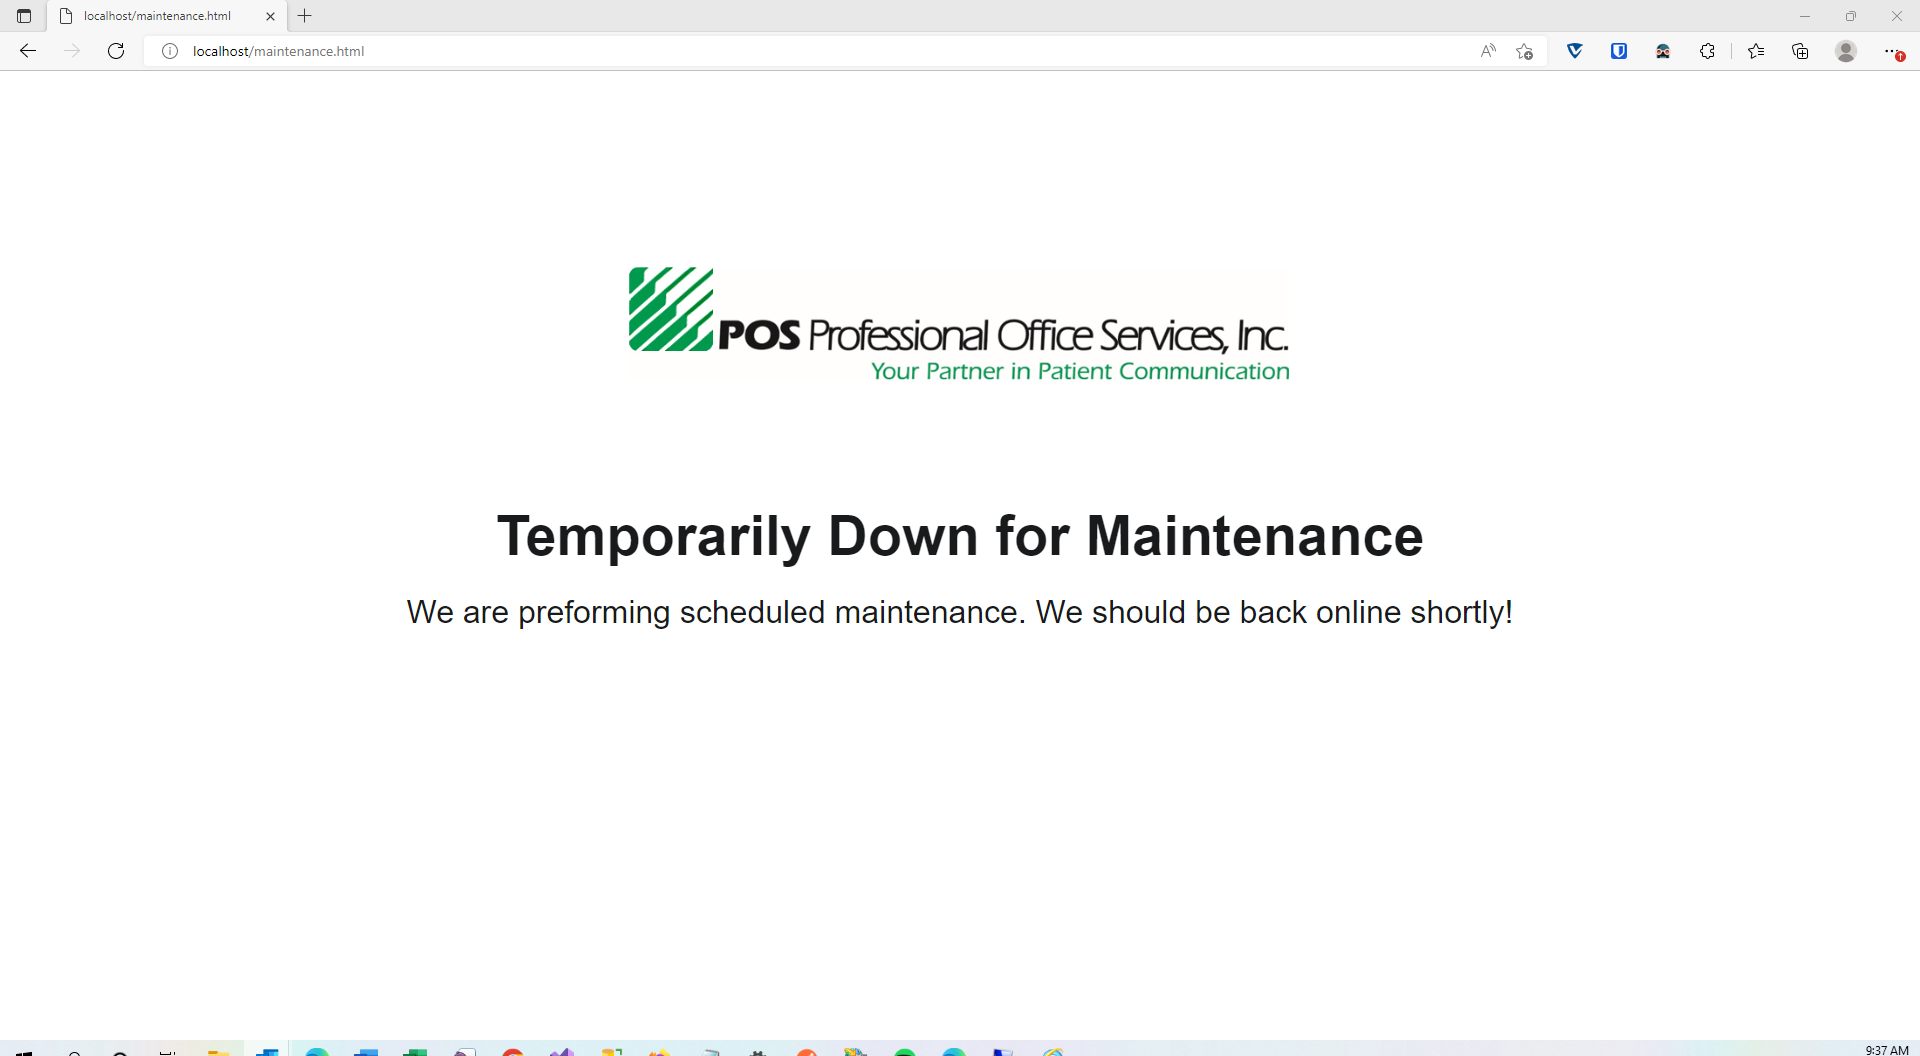 localhost/maintenance.html
localhost/maintenance.html
POS Professional Office Services, Inc.
Your Partner in Patient Communication
Temporarily Down for Maintenance
We are preforming scheduled maintenance. We should be back online shortly!
9:37 AM